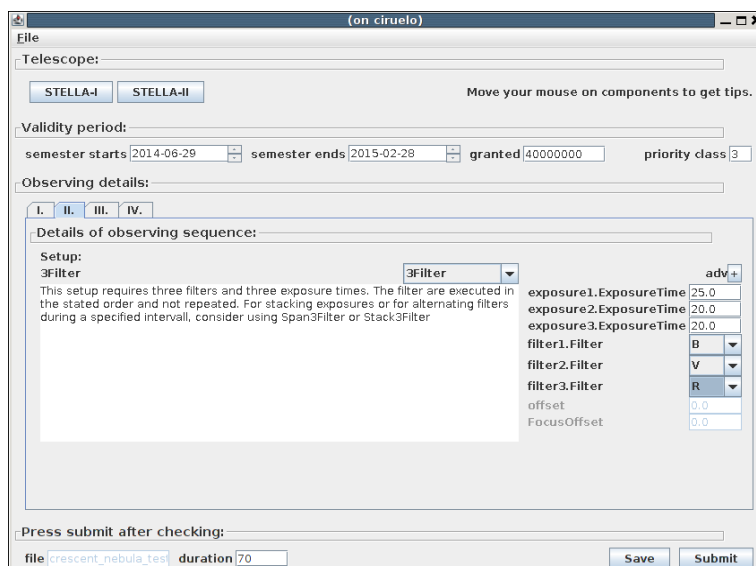 (on ciruelo)
File
Telescope:
STELLA-I STELLA-II Move your mouse on components to get tips.
Validity period:
semester starts 2014-06-29 semester ends 2015-02-28 granted 40000000 priority class 3
Observing details:
I. II. III. IV.
Details of observing sequence:
Setup:
3Filter 3Filter adv +
This setup requires three filters and three exposure times. The filter are executed in
the stated order and not repeated. For stacking exposures or for alternating filters
during a specified intervall, consider using Span3Filter or Stack3Filter
exposure1.ExposureTime 25.0
exposure2.ExposureTime 20.0
exposure3.ExposureTime 20.0
filter1.Filter B
filter2.Filter V
filter3.Filter R
offset 0.0
FocusOffset 0.0
Press submit after checking:
file crescent_nebula_test duration 70 Save Submit